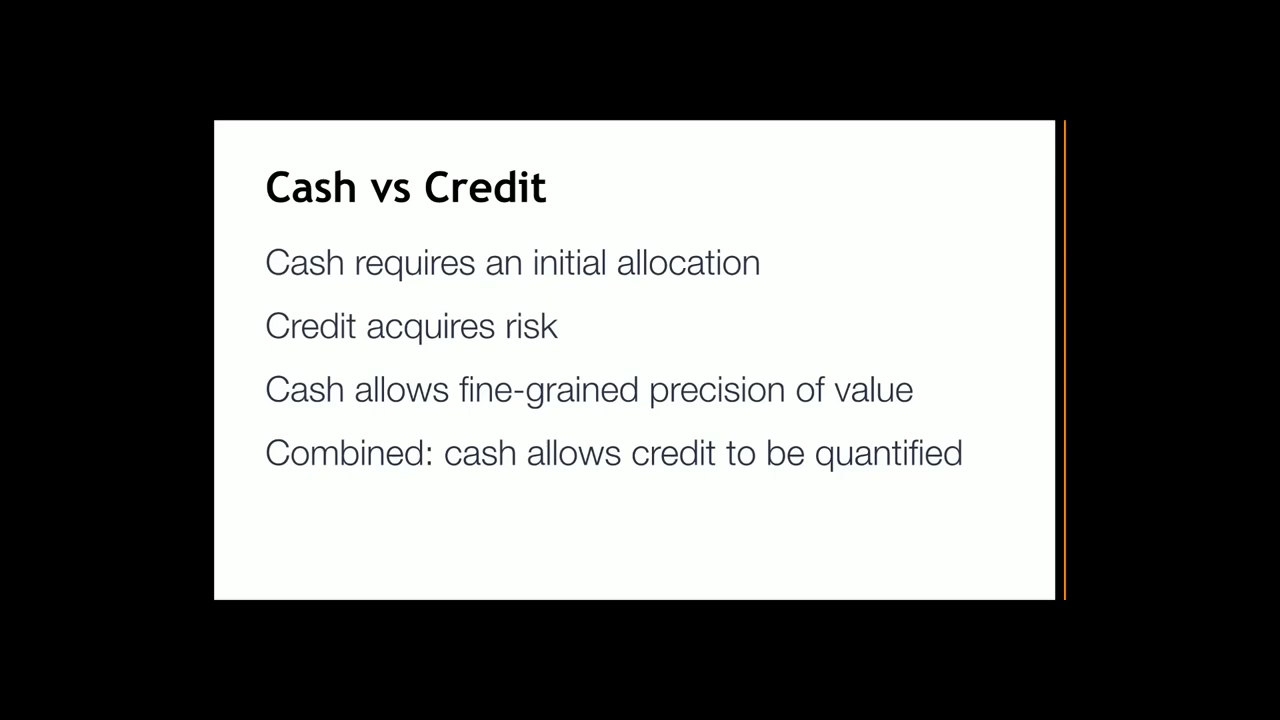 Cash vs Credit
Cash requires an initial allocation
Credit acquires risk
Cash allows fine-grained precision of value
Combined: cash allows credit to be quantified